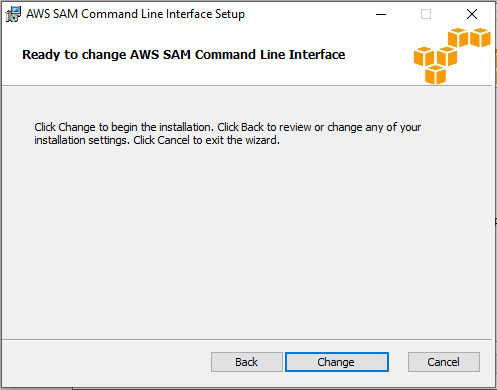 AWS SAM Command Line Interface Setup
Ready to change AWS SAM Command Line Interface
Click Change to begin the installation. Click Back to review or change any of your
installation settings. Click Cancel to exit the wizard.
Back Change Cancel